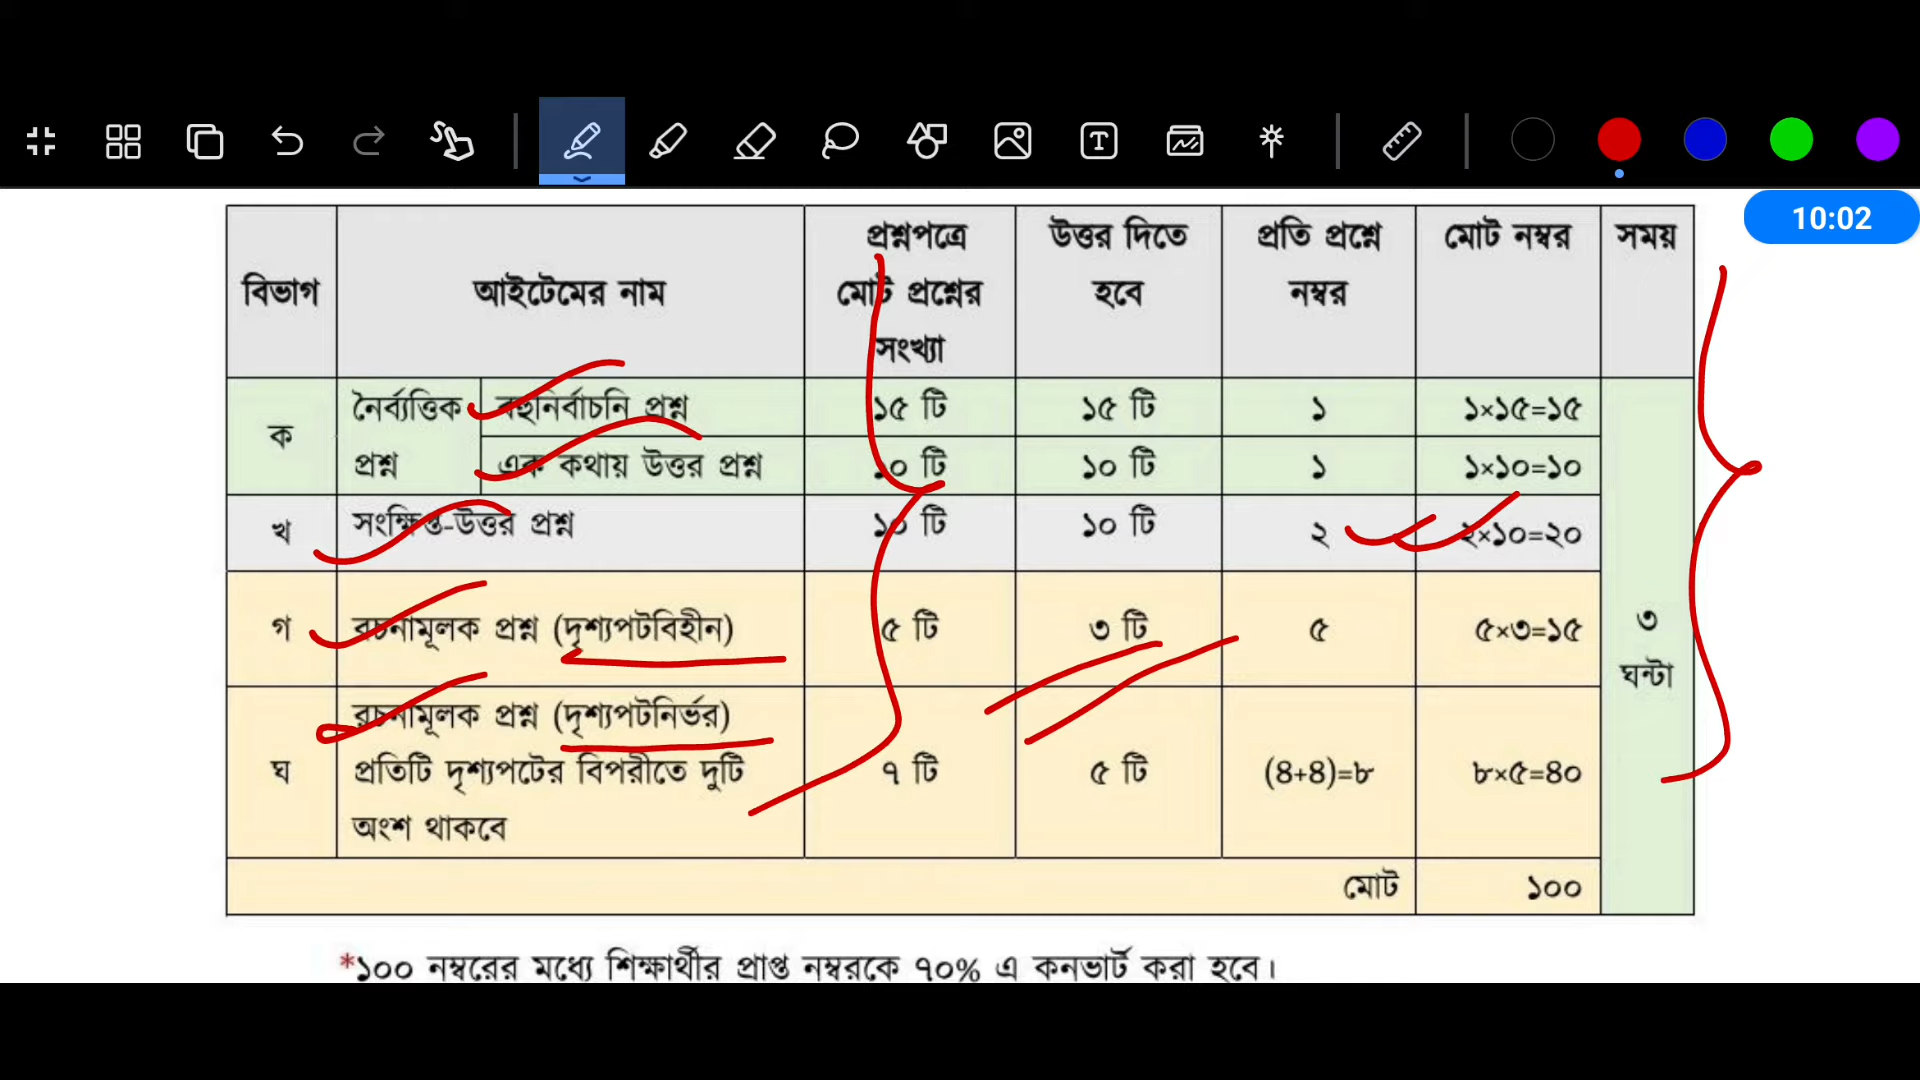 10:02
বিভাগ আইটেমের নাম প্রশ্নপত্রে মোট প্রশ্নের সংখ্যা উত্তর দিতে হবে প্রতি প্রশ্নে নম্বর মোট নম্বর সময়
ক নৈর্ব্যত্তিক প্রশ্ন বহুনির্বাচনি প্রশ্ন ১৫ টি ১৫ টি ১ ১×১৫=১৫
এক কথায় উত্তর প্রশ্ন ১০ টি ১০ টি ১ ১×১০=১০
খ সংক্ষিপ্ত-উত্তর প্রশ্ন ১০ টি ১০ টি ২ ২×১০=২০
গ রচনামূলক প্রশ্ন (দৃশ্যপটবিহীন) ৫ টি ৩ টি ৫ ৫×৩=১৫
৩ ঘন্টা
ঘ রচনামূলক প্রশ্ন (দৃশ্যপটনির্ভর)
প্রতিটি দৃশ্যপটের বিপরীতে দুটি ৭ টি ৫ টি (৪+৪)=৮ ৮×৫=৪০
অংশ থাকবে
মোট ১০০
*১০০ নম্বরের মধ্যে শিক্ষার্থীর প্রাপ্ত নম্বরকে ৭০% এ কনভার্ট করা হবে।